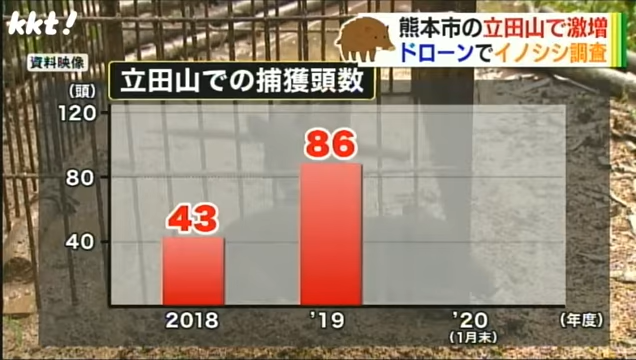 kkt!
熊本市の立田山で激増
ドローンでイノシシ調査
資料映像
立田山での捕獲頭数
(頭)
120
80
40
43
86
2018
'19
'20
(1月末)
(年度)